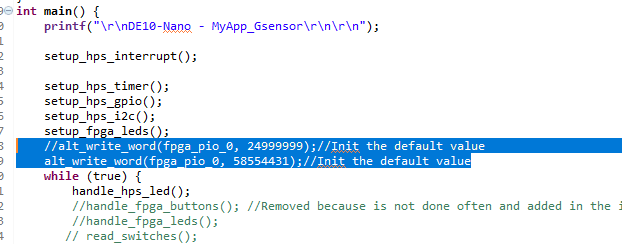 int main() {
printf("\r\nDE10-Nano - MyApp_Gsensor\r\n\r\n");
setup_hps_interrupt();
setup_hps_timer();
setup_hps_gpio();
setup_hps_i2c();
setup_fpga_leds();
//alt_write_word(fpga_pio_0, 24999999);//Init the default value
alt_write_word(fpga_pio_0, 58554431);//Init the default value
while (true) {
handle_hps_led();
//handle_fpga_buttons(); //Removed because is not done often and added in the i
//handle_fpga_leds();
// read_switches();